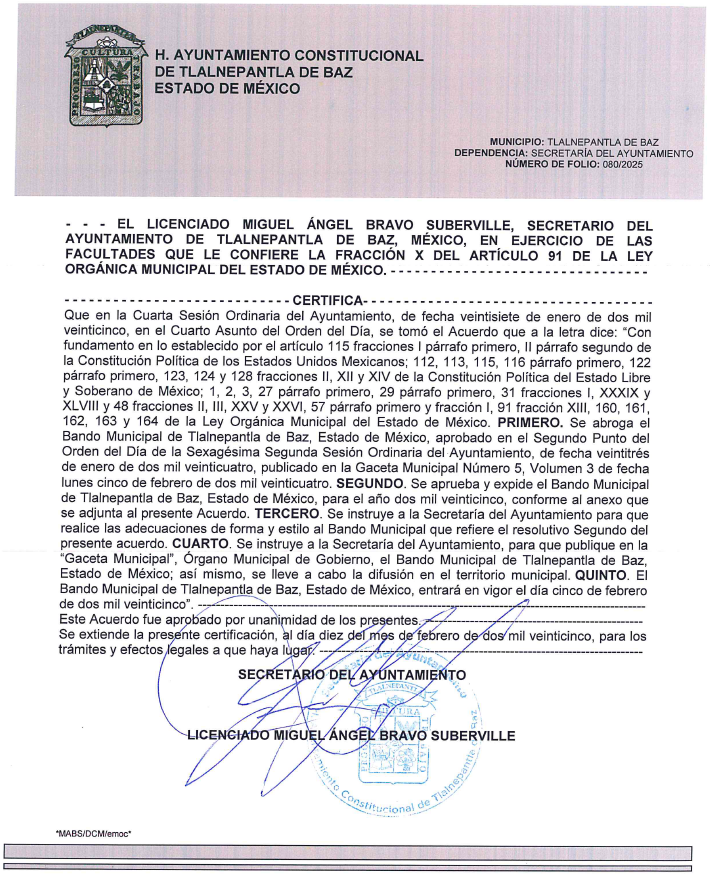 TLALNEPANTLA
CULTURA
PROGRESO
TRABAJO
H. AYUNTAMIENTO CONSTITUCIONAL
DE TLALNEPANTLA DE BAZ
ESTADO DE MÉXICO
MUNICIPIO: TLALNEPANTLA DE BAZ
DEPENDENCIA: SECRETARÍA DEL AYUNTAMIENTO
NÚMERO DE FOLIO: 080/2025
- - - EL LICENCIADO MIGUEL ÁNGEL BRAVO SUBERVILLE, SECRETARIO DEL
AYUNTAMIENTO DE TLALNEPANTLA DE BAZ, MÉXICO, EN EJERCICIO DE LAS
FACULTADES QUE LE CONFIERE LA FRACCIÓN X DEL ARTÍCULO 91 DE LA LEY
ORGÁNICA MUNICIPAL DEL ESTADO DE MÉXICO. - - - - - - - - - - - - - - - - - - - - - - - - - - - - - - - -
- - - - - - - - - - - - - - - - - - - - - - - - - - - - CERTIFICA- - - - - - - - - - - - - - - - - - - - - - - - - - - - - - - - - - - -
Que en la Cuarta Sesión Ordinaria del Ayuntamiento, de fecha veintisiete de enero de dos mil
veinticinco, en el Cuarto Asunto del Orden del Día, se tomó el Acuerdo que a la letra dice: “Con
fundamento en lo establecido por el artículo 115 fracciones I párrafo primero, II párrafo segundo de
la Constitución Política de los Estados Unidos Mexicanos; 112, 113, 115, 116 párrafo primero, 122
párrafo primero, 123, 124 y 128 fracciones II, XII y XIV de la Constitución Política del Estado Libre
y Soberano de México; 1, 2, 3, 27 párrafo primero, 29 párrafo primero, 31 fracciones I, XXXIX y
XLVIII y 48 fracciones II, III, XXV y XXVI, 57 párrafo primero y fracción I, 91 fracción XIII, 160, 161,
162, 163 y 164 de la Ley Orgánica Municipal del Estado de México. PRIMERO. Se abroga el
Bando Municipal de Tlalnepantla de Baz, Estado de México, aprobado en el Segundo Punto del
Orden del Día de la Sexagésima Segunda Sesión Ordinaria del Ayuntamiento, de fecha veintitrés
de enero de dos mil veinticuatro, publicado en la Gaceta Municipal Número 5, Volumen 3 de fecha
lunes cinco de febrero de dos mil veinticuatro. SEGUNDO. Se aprueba y expide el Bando Municipal
de Tlalnepantla de Baz, Estado de México, para el año dos mil veinticinco, conforme al anexo que
se adjunta al presente Acuerdo. TERCERO. Se instruye a la Secretaría del Ayuntamiento para que
realice las adecuaciones de forma y estilo al Bando Municipal que refiere el resolutivo Segundo del
presente acuerdo. CUARTO. Se instruye a la Secretaría del Ayuntamiento, para que publique en la
“Gaceta Municipal”, Órgano Municipal de Gobierno, el Bando Municipal de Tlalnepantla de Baz,
Estado de México; así mismo, se lleve a cabo la difusión en el territorio municipal. QUINTO. El
Bando Municipal de Tlalnepantla de Baz, Estado de México, entrará en vigor el día cinco de febrero
de dos mil veinticinco”. ------------------------------------------------------------
Este Acuerdo fue aprobado por unanimidad de los presentes. ------------------------------
Se extiende la presente certificación, al día diez del mes de febrero de dos mil veinticinco, para los
trámites y efectos legales a que haya lugar. --------------------------------------------
SECRETARIO DEL AYUNTAMIENTO
LICENCIADO MIGUEL ÁNGEL BRAVO SUBERVILLE
TLALNEPANTLA
CULTURA
Constitucional de Tlalnepantla de Baz
*MABS/DCM/emoc*